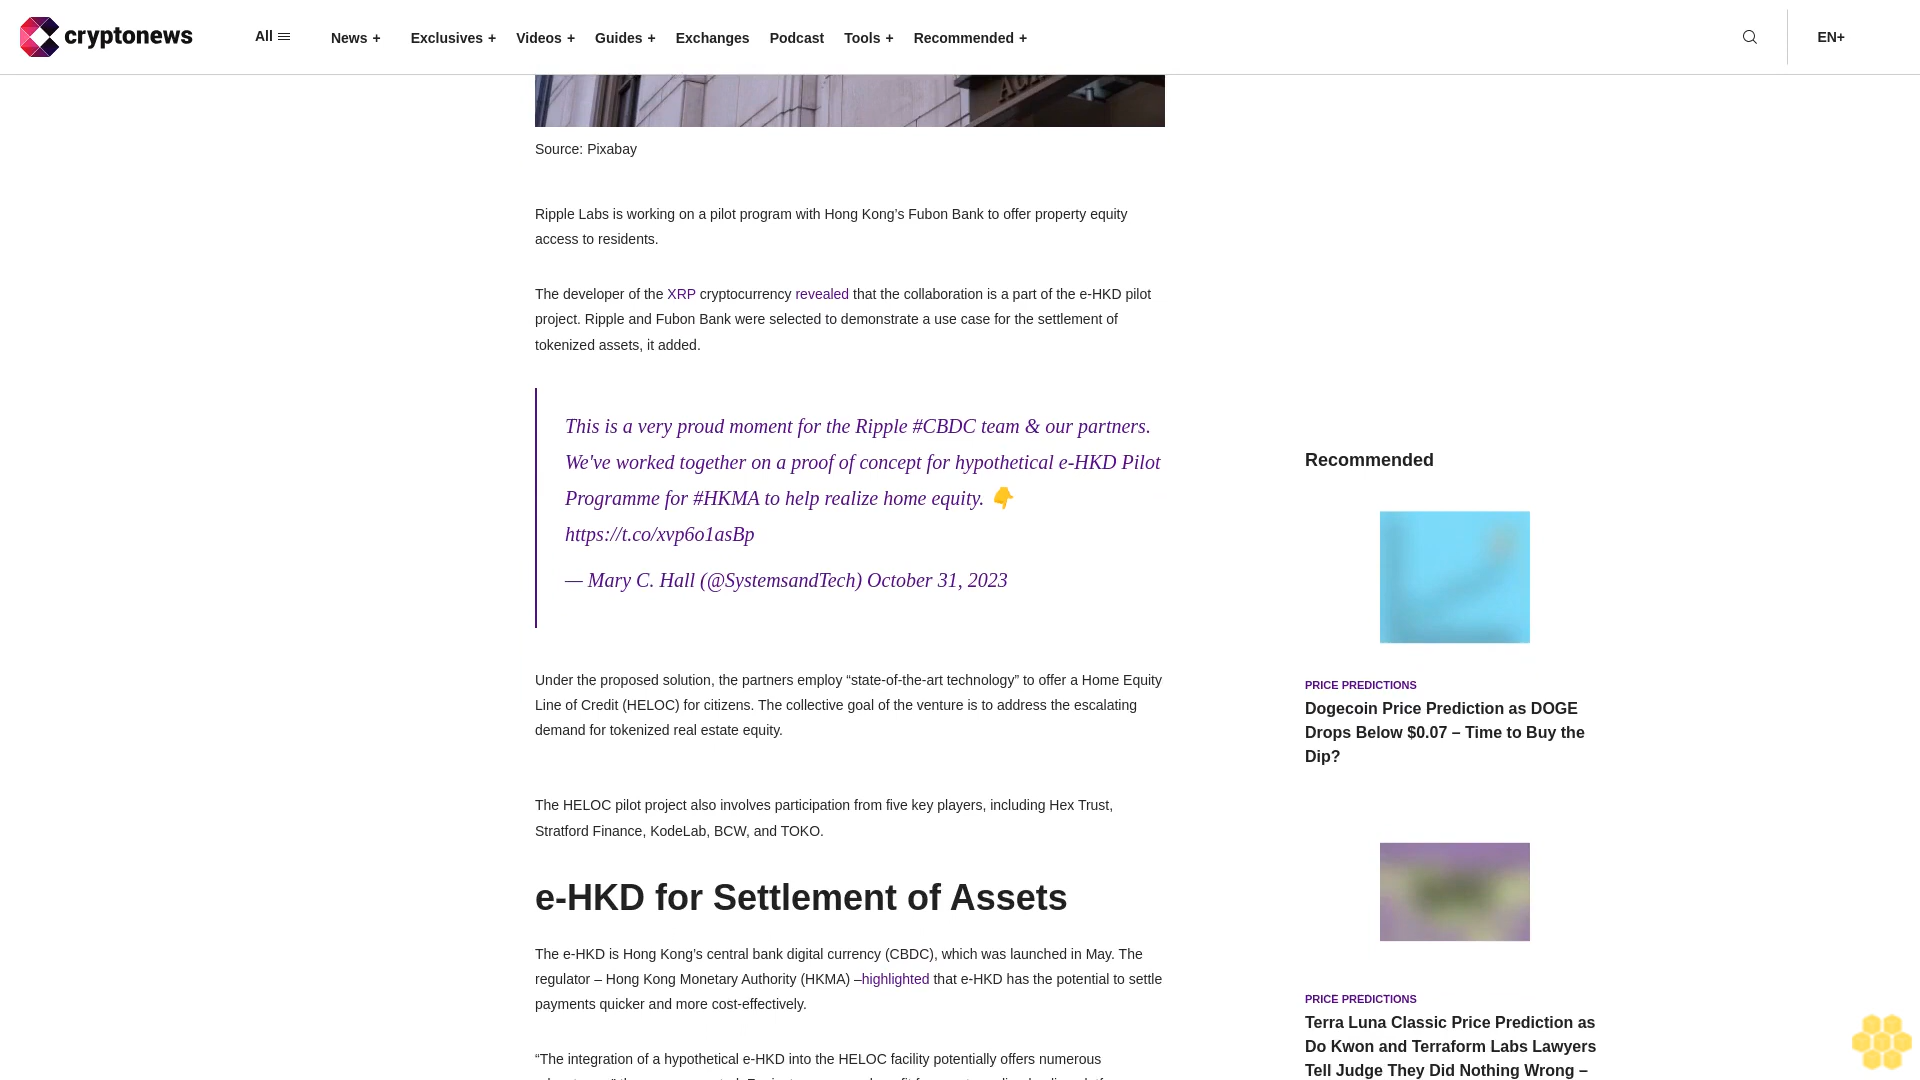 cryptonews
All
News +
Exclusives +
Videos +
Guides +
Exchanges
Podcast
Tools +
Recommended +
EN+
Source: Pixabay
Ripple Labs is working on a pilot program with Hong Kong’s Fubon Bank to offer property equity
access to residents.
The developer of the XRP cryptocurrency revealed that the collaboration is a part of the e-HKD pilot
project. Ripple and Fubon Bank were selected to demonstrate a use case for the settlement of
tokenized assets, it added.
This is a very proud moment for the Ripple #CBDC team & our partners.
We've worked together on a proof of concept for hypothetical e-HKD Pilot
Programme for #HKMA to help realize home equity. 👇
https://t.co/xvp6o1asBp
— Mary C. Hall (@SystemsandTech) October 31, 2023
Under the proposed solution, the partners employ “state-of-the-art technology” to offer a Home Equity
Line of Credit (HELOC) for citizens. The collective goal of the venture is to address the escalating
demand for tokenized real estate equity.
The HELOC pilot project also involves participation from five key players, including Hex Trust,
Stratford Finance, KodeLab, BCW, and TOKO.
e-HKD for Settlement of Assets
The e-HKD is Hong Kong’s central bank digital currency (CBDC), which was launched in May. The
regulator – Hong Kong Monetary Authority (HKMA) –highlighted that e-HKD has the potential to settle
payments quicker and more cost-effectively.
“The integration of a hypothetical e-HKD into the HELOC facility potentially offers numerous
Recommended
PRICE PREDICTIONS
Dogecoin Price Prediction as DOGE
Drops Below $0.07 – Time to Buy the
Dip?
PRICE PREDICTIONS
Terra Luna Classic Price Prediction as
Do Kwon and Terraform Labs Lawyers
Tell Judge They Did Nothing Wrong –